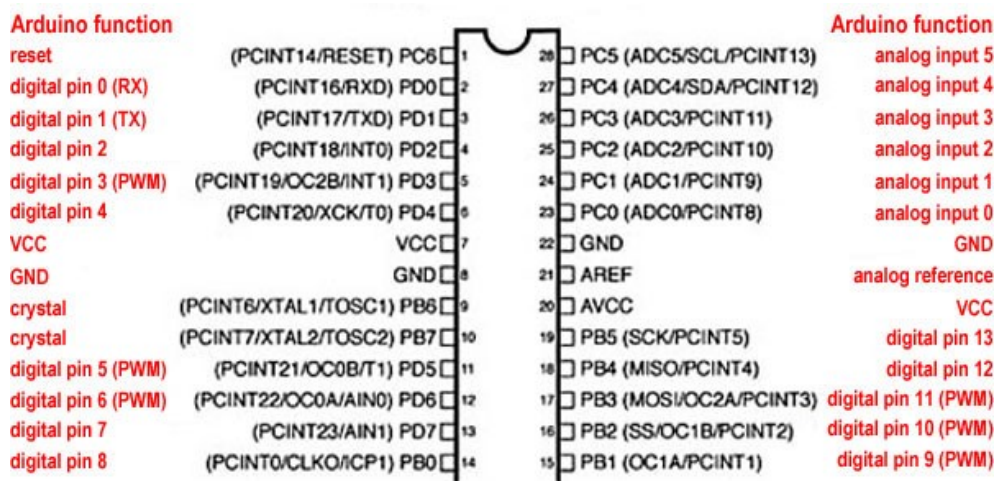 Arduino function Arduino function
reset (PCINT14/RESET) PC6 1 28 PC5 (ADC5/SCL/PCINT13) analog input 5
digital pin 0 (RX) (PCINT16/RXD) PD0 2 27 PC4 (ADC4/SDA/PCINT12) analog input 4
digital pin 1 (TX) (PCINT17/TXD) PD1 3 26 PC3 (ADC3/PCINT11) analog input 3
digital pin 2 (PCINT18/INT0) PD2 4 25 PC2 (ADC2/PCINT10) analog input 2
digital pin 3 (PWM) (PCINT19/OC2B/INT1) PD3 5 24 PC1 (ADC1/PCINT9) analog input 1
digital pin 4 (PCINT20/XCK/T0) PD4 6 23 PC0 (ADC0/PCINT8) analog input 0
VCC VCC 7 22 GND GND
GND GND 8 21 AREF analog reference
crystal (PCINT6/XTAL1/TOSC1) PB6 9 20 AVCC VCC
crystal (PCINT7/XTAL2/TOSC2) PB7 10 19 PB5 (SCK/PCINT5) digital pin 13
digital pin 5 (PWM) (PCINT21/OC0B/T1) PD5 11 18 PB4 (MISO/PCINT4) digital pin 12
digital pin 6 (PWM) (PCINT22/OC0A/AIN0) PD6 12 17 PB3 (MOSI/OC2A/PCINT3) digital pin 11 (PWM)
digital pin 7 (PCINT23/AIN1) PD7 13 16 PB2 (SS/OC1B/PCINT2) digital pin 10 (PWM)
digital pin 8 (PCINT0/CLKO/ICP1) PB0 14 15 PB1 (OC1A/PCINT1) digital pin 9 (PWM)